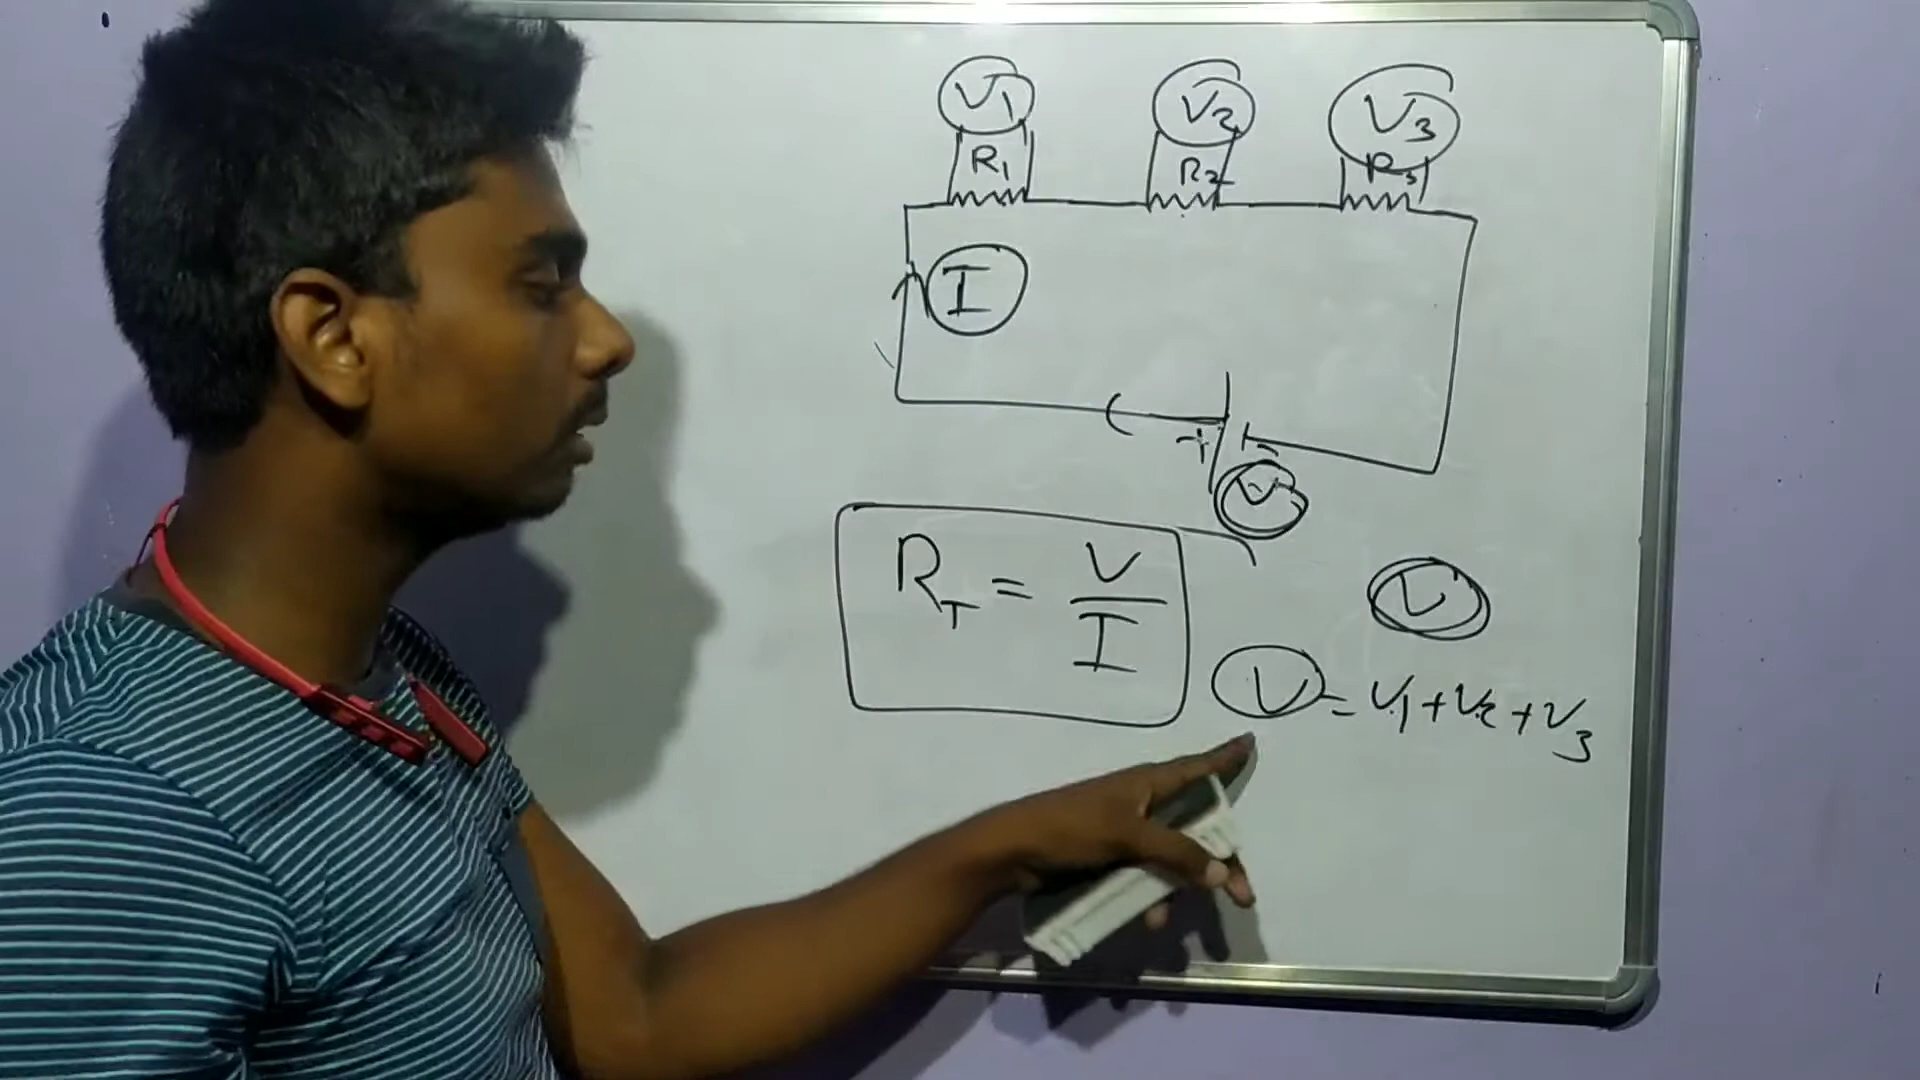 V1 V2 V3
R1 R2 R3
I
+ -
V
RT = V/I
V
V = V1 + V2 + V3